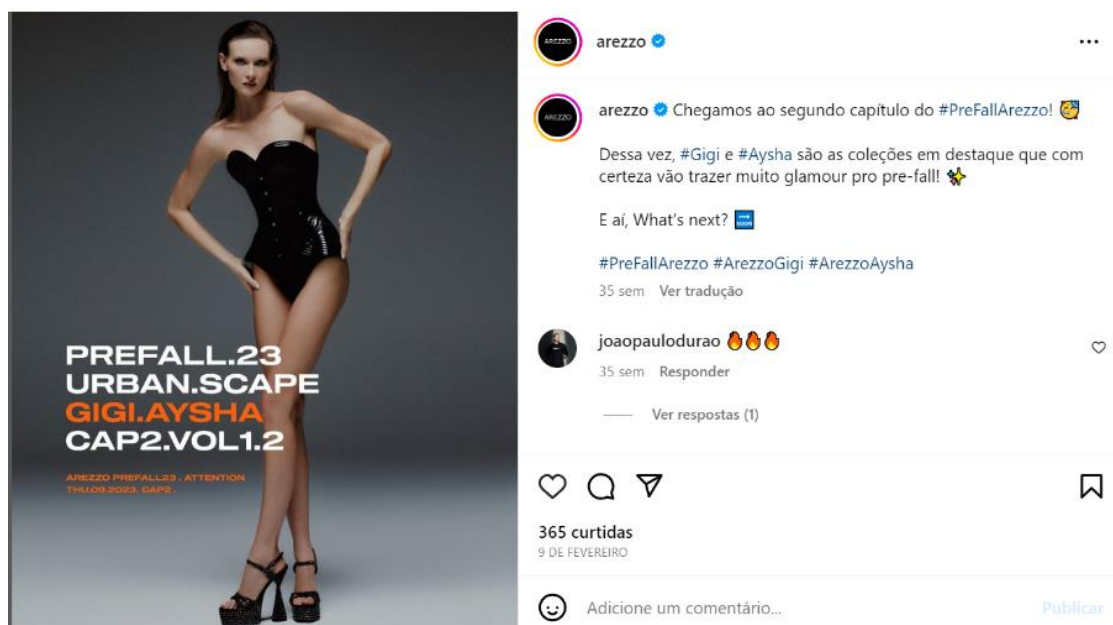 PREFALL.23
URBAN.SCAPE
GIGI.AYSHA
CAP2.VOL1.2
AREZZO PREFALL23 . ATTENTION
THU.09.2023. CAP2 .
AREZZO
arezzo
AREZZO
arezzo Chegamos ao segundo capítulo do #PreFallArezzo!
Dessa vez, #Gigi e #Aysha são as coleções em destaque que com
certeza vão trazer muito glamour pro pre-fall!
E aí, What's next? SOON
#PreFallArezzo #ArezzoGigi #ArezzoAysha
35 sem Ver tradução
joaopaulodurao
35 sem Responder
Ver respostas (1)
365 curtidas
9 DE FEVEREIRO
Adicione um comentário... Publicar